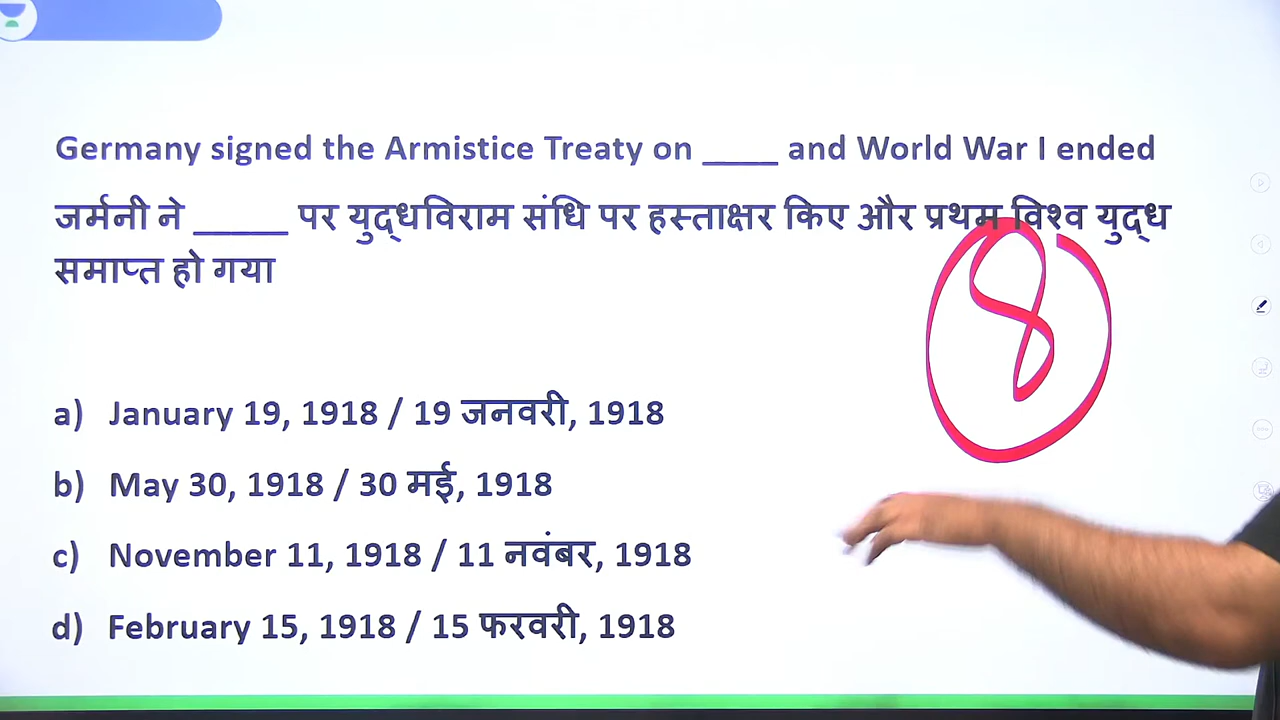 Germany signed the Armistice Treaty on _____ and World War I ended
जर्मनी ने ______ पर युद्धविराम संधि पर हस्ताक्षर किए और प्रथम विश्व युद्ध
समाप्त हो गया
8
a) January 19, 1918 / 19 जनवरी, 1918
b) May 30, 1918 / 30 मई, 1918
c) November 11, 1918 / 11 नवंबर, 1918
d) February 15, 1918 / 15 फरवरी, 1918